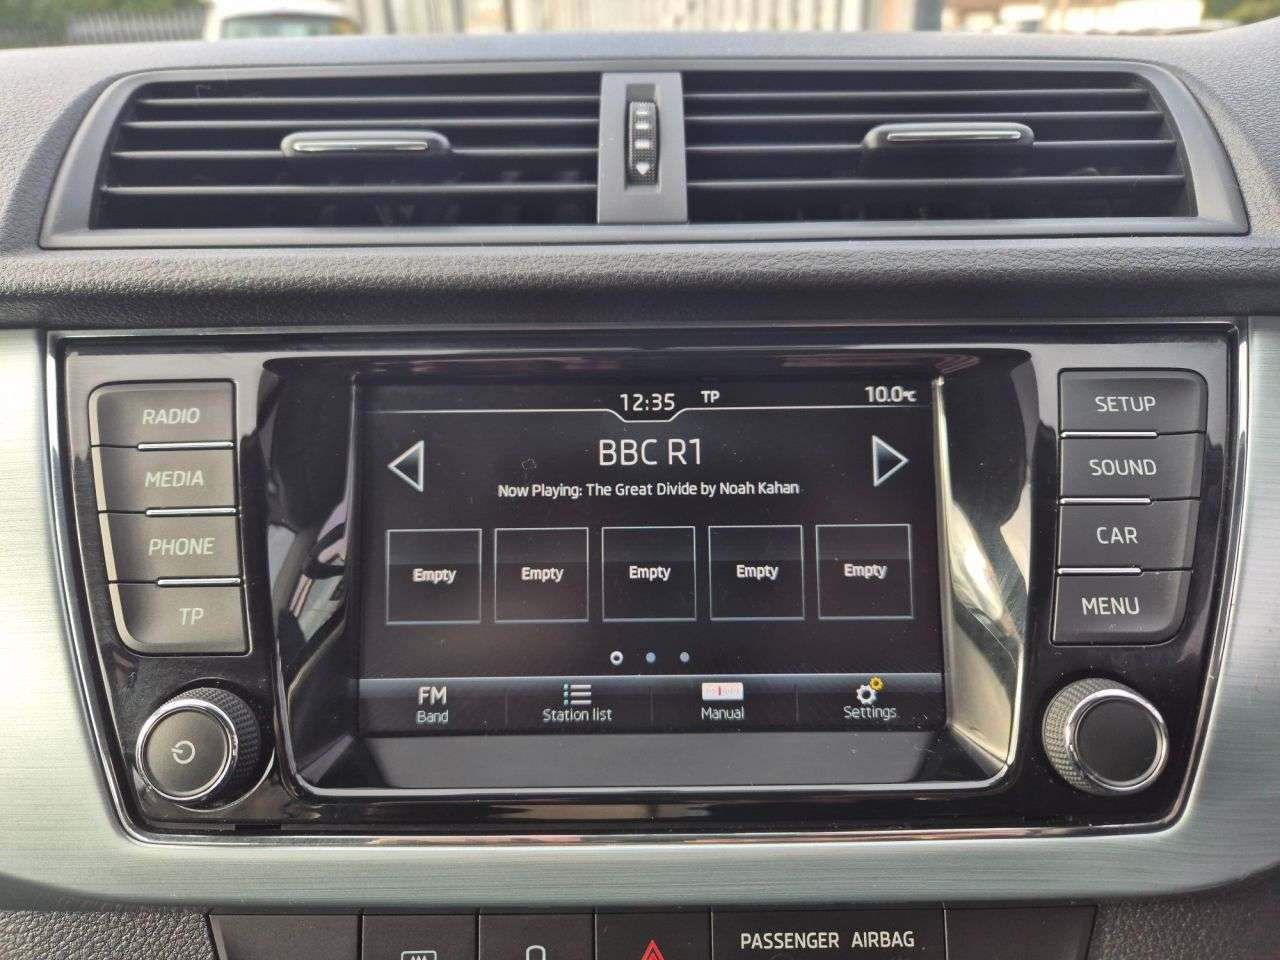 12:35 TP 10.0°C
BBC R1
Now Playing: The Great Divide by Noah Kahan
Empty Empty Empty Empty Empty
FM
Band
Station list
Manual
Settings
RADIO
MEDIA
PHONE
TP
SETUP
SOUND
CAR
MENU
PASSENGER AIRBAG